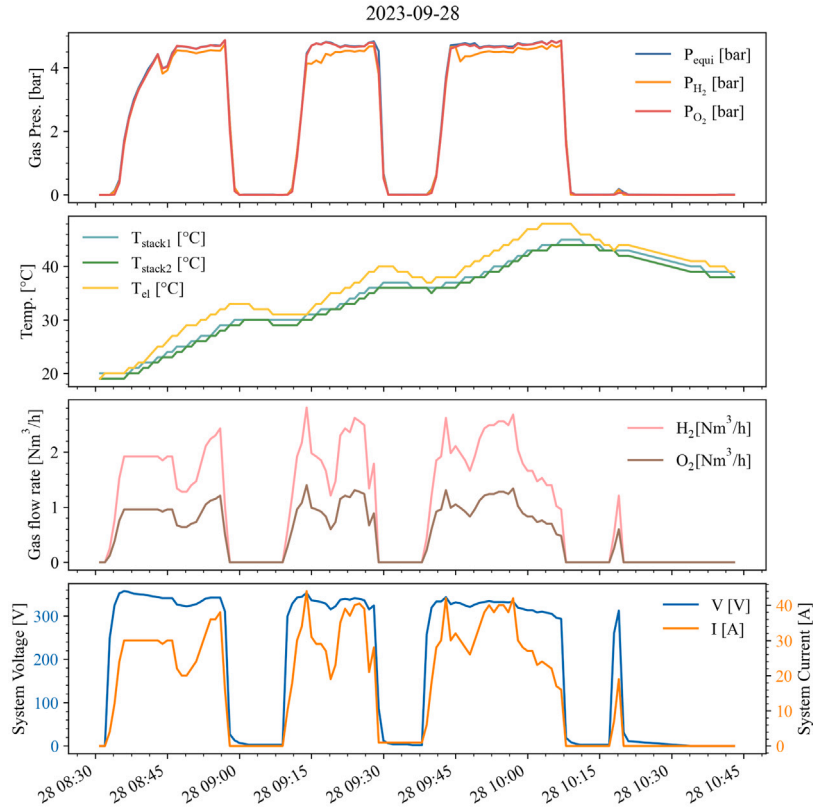 2023-09-28
Gas Pres. [bar]
4
2
0
P_equi [bar]
P_H₂ [bar]
P_O₂ [bar]
Temp. [°C]
40
30
20
T_stack1 [°C]
T_stack2 [°C]
T_el [°C]
Gas flow rate [Nm³/h]
2
1
0
H₂[Nm³/h]
O₂[Nm³/h]
System Voltage [V]
300
200
100
0
V [V]
I [A]
40
30
20
10
0
System Current [A]
28 08:30
28 08:45
28 09:00
28 09:15
28 09:30
28 09:45
28 10:00
28 10:15
28 10:30
28 10:45